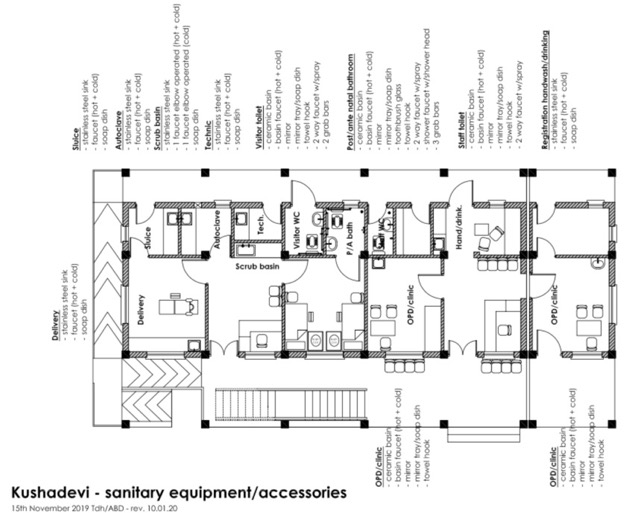 Sluice
- stainless steel sink
- faucet (hot + cold)
- soap dish
Autoclave
- stainless steel sink
- faucet (hot + cold)
- soap dish
Scrub basin
- stainless steel sink
- 1 faucet elbow operated (hot + cold)
- 1 faucet elbow operated (cold)
- soap dish
Technic
- stainless steel sink
- faucet (hot + cold)
- soap dish
Visitor toilet
- ceramic basin
- basin faucet (hot + cold)
- mirror
- mirror tray/soap dish
- towel hook
- 2 way faucet w/spray
- 2 grab bars
Post/ante natal bathroom
- ceramic basin
- basin faucet (hot + cold)
- mirror
- mirror tray/soap dish
- toothbrush glass
- towel hook
- 2 way faucet w/spray
- shower faucet w/shower head
- 3 grab bars
Staff toilet
- ceramic basin
- basin faucet (hot + cold)
- mirror
- mirror tray/soap dish
- towel hook
- 2 way faucet w/spray
Registration handwash/drinking
- stainless steel sink
- faucet (hot + cold)
- soap dish
Delivery
- stainless steel sink
- faucet (hot + cold)
- soap dish
Sluice
Autoclave
Tech.
Visitor WC
P/A bath
Staff WC
Hand/drink.
Scrub basin
Delivery
OPD/clinic
OPD/clinic
OPD/clinic
- ceramic basin
- basin faucet (hot + cold)
- mirror
- mirror tray/soap dish
- towel hook
OPD/clinic
- ceramic basin
- basin faucet (hot + cold)
- mirror
- mirror tray/soap dish
- towel hook
Kushadevi - sanitary equipment/accessories
15th November 2019 Tdh/ABD - rev. 10.01.20